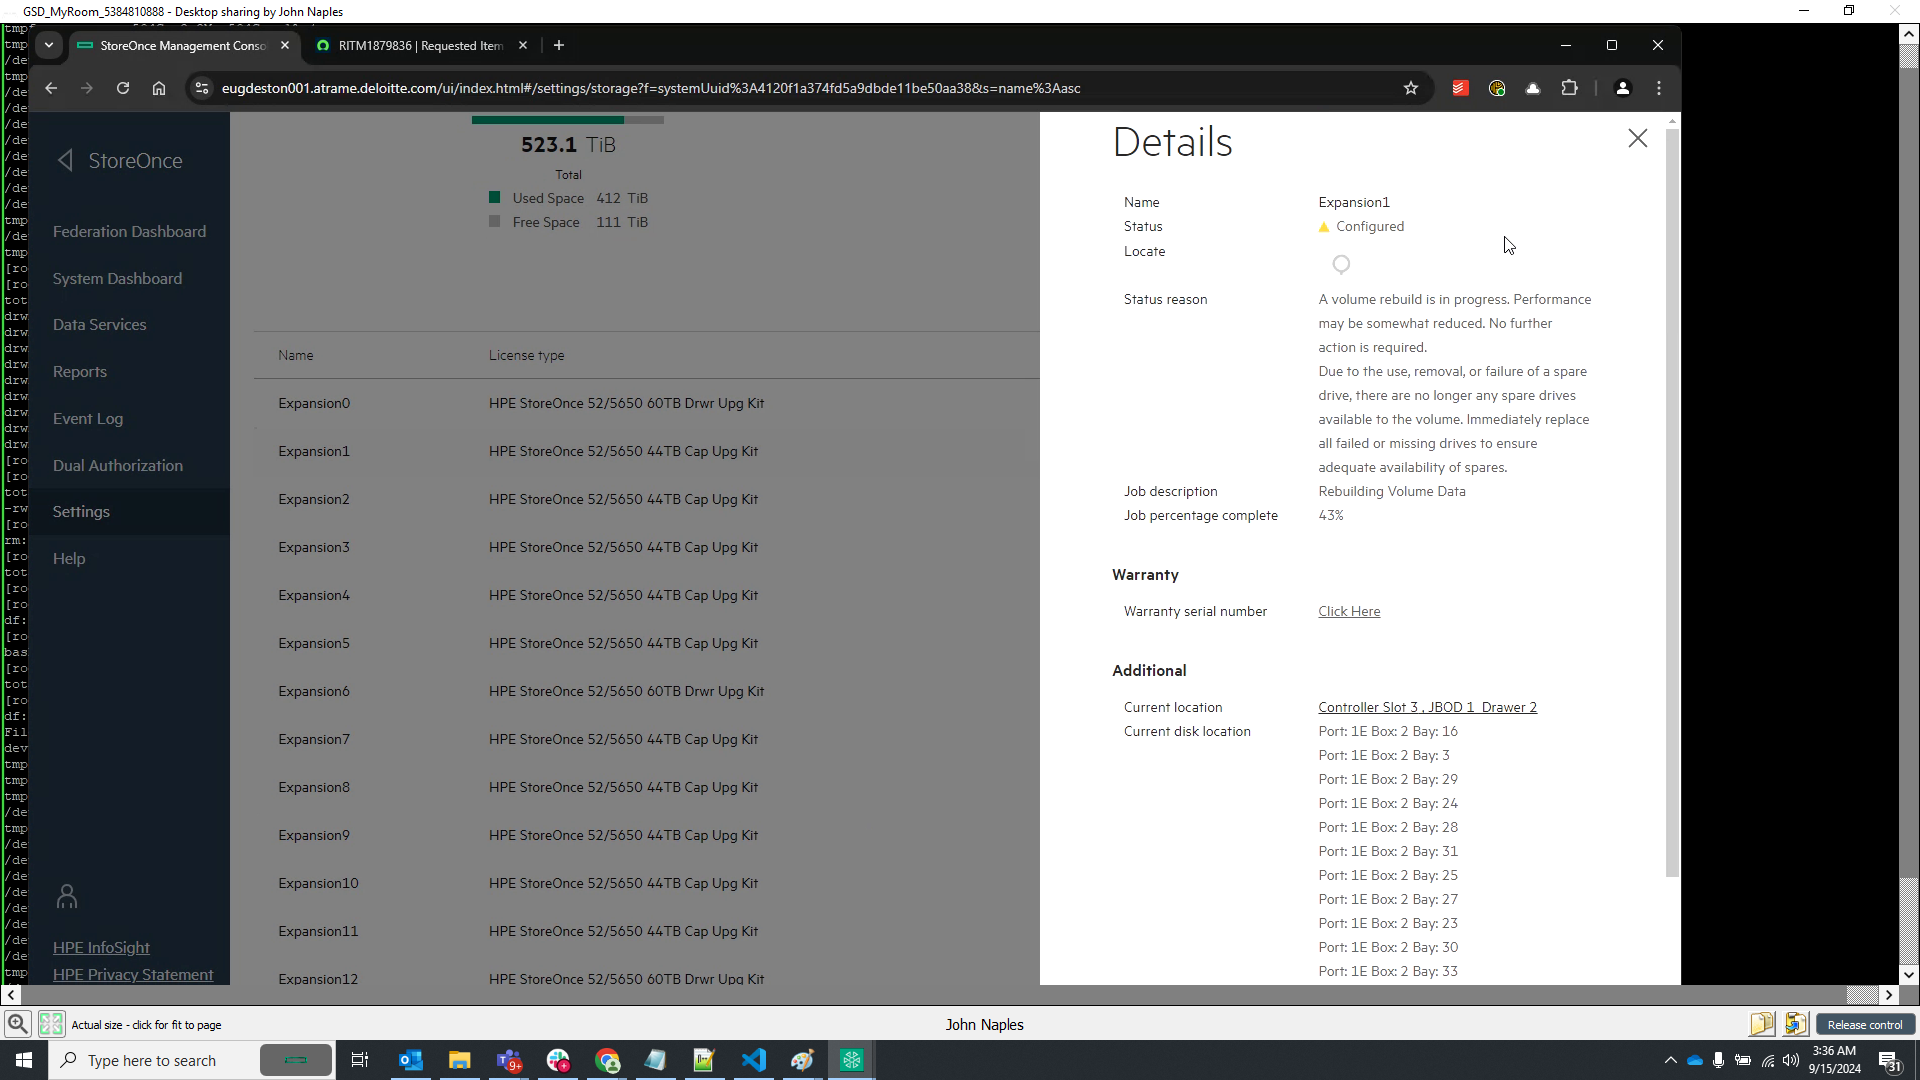 GSD_MyRoom_5384810888 - Desktop sharing by John Naples
StoreOnce Management Conso
RITM1879836 | Requested Item
eugdeston001.atrame.deloitte.com/ui/index.html#/settings/storage?f=systemUuid%3A4120f1a374fd5a9dbde11be50aa38&s=name%3Aasc
StoreOnce
Federation Dashboard
System Dashboard
Data Services
Reports
Event Log
Dual Authorization
Settings
Help
HPE InfoSight
HPE Privacy Statement
523.1 TiB
Total
Used Space 412 TiB
Free Space 111 TiB
Name License type
Expansion0 HPE StoreOnce 52/5650 60TB Drwr Upg Kit
Expansion1 HPE StoreOnce 52/5650 44TB Cap Upg Kit
Expansion2 HPE StoreOnce 52/5650 44TB Cap Upg Kit
Expansion3 HPE StoreOnce 52/5650 44TB Cap Upg Kit
Expansion4 HPE StoreOnce 52/5650 44TB Cap Upg Kit
Expansion5 HPE StoreOnce 52/5650 44TB Cap Upg Kit
Expansion6 HPE StoreOnce 52/5650 60TB Drwr Upg Kit
Expansion7 HPE StoreOnce 52/5650 44TB Cap Upg Kit
Expansion8 HPE StoreOnce 52/5650 44TB Cap Upg Kit
Expansion9 HPE StoreOnce 52/5650 44TB Cap Upg Kit
Expansion10 HPE StoreOnce 52/5650 44TB Cap Upg Kit
Expansion11 HPE StoreOnce 52/5650 44TB Cap Upg Kit
Expansion12 HPE StoreOnce 52/5650 60TB Drwr Upg Kit
Details
Name Expansion1
Status Configured
Locate
Status reason A volume rebuild is in progress. Performance
may be somewhat reduced. No further
action is required.
Due to the use, removal, or failure of a spare
drive, there are no longer any spare drives
available to the volume. Immediately replace
all failed or missing drives to ensure
adequate availability of spares.
Job description Rebuilding Volume Data
Job percentage complete 43%
Warranty
Warranty serial number Click Here
Additional
Current location Controller Slot 3 , JBOD 1 Drawer 2
Current disk location Port: 1E Box: 2 Bay: 16
Port: 1E Box: 2 Bay: 3
Port: 1E Box: 2 Bay: 29
Port: 1E Box: 2 Bay: 24
Port: 1E Box: 2 Bay: 28
Port: 1E Box: 2 Bay: 31
Port: 1E Box: 2 Bay: 25
Port: 1E Box: 2 Bay: 27
Port: 1E Box: 2 Bay: 23
Port: 1E Box: 2 Bay: 30
Port: 1E Box: 2 Bay: 33
Actual size - click for fit to page
John Naples
Release control
Type here to search
9+
3:36 AM
9/15/2024
31